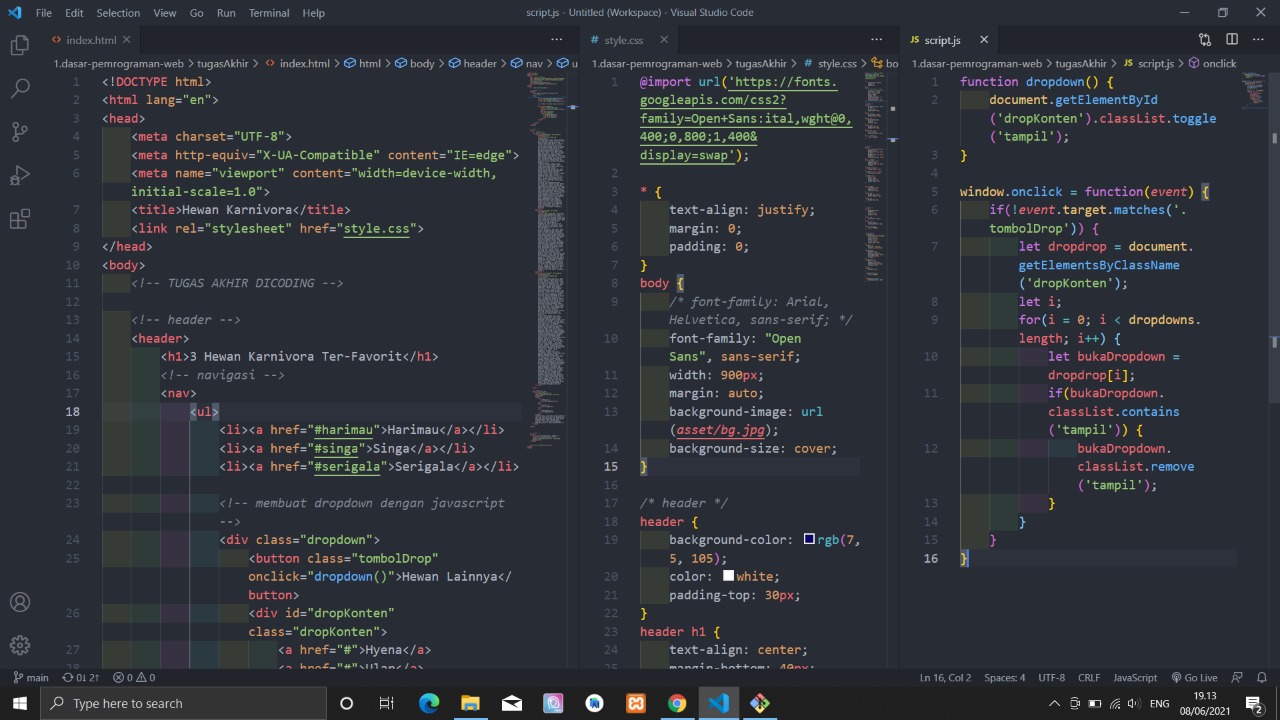 File Edit Selection View Go Run Terminal Help
script.js - Untitled (Workspace) - Visual Studio Code
index.html
1.dasar-pemrograman-web > tugasAkhir > index.html > html > body > header > nav > u
1 <!DOCTYPE html>
2 <html lang="en">
3 <head>
4 <meta charset="UTF-8">
5 <meta http-equiv="X-UA-Compatible" content="IE=edge">
6 <meta name="viewport" content="width=device-width,
initial-scale=1.0">
7 <title>Hewan Karnivora</title>
8 <link rel="stylesheet" href="style.css">
9 </head>
10 <body>
11 <!-- TUGAS AKHIR DICODING -->
12
13 <!-- header -->
14 <header>
15 <h1>3 Hewan Karnivora Ter-Favorit</h1>
16 <!-- navigasi -->
17 <nav>
18 <ul>
19 <li><a href="#harimau">Harimau</a></li>
20 <li><a href="#singa">Singa</a></li>
21 <li><a href="#serigala">Serigala</a></li>
22
23 <!-- membuat dropdown dengan javascript
-->
24 <div class="dropdown">
25 <button class="tombolDrop"
onclick="dropdown()">Hewan Lainnya</
button>
26 <div id="dropKonten"
class="dropKonten">
27 <a href="#">Hyena</a>
28 <a href="#">Ular</a>
style.css
1.dasar-pemrograman-web > tugasAkhir > style.css > bo
1 @import url('https://fonts.
googleapis.com/css2?
family=Open+Sans:ital,wght@0,
400;0,800;1,400&
display=swap');
2
3 * {
4 text-align: justify;
5 margin: 0;
6 padding: 0;
7 }
8 body {
9 /* font-family: Arial,
Helvetica, sans-serif; */
10 font-family: "Open
Sans", sans-serif;
11 width: 900px;
12 margin: auto;
13 background-image: url
(asset/bg.jpg);
14 background-size: cover;
15 }
16
17 /* header */
18 header {
19 background-color: rgb(7,
5, 105);
20 color: white;
21 padding-top: 30px;
22 }
23 header h1 {
24 text-align: center;
25 margin-bottom: 40px;
JS script.js
1.dasar-pemrograman-web > tugasAkhir > JS script.js > onclick
1 function dropdown() {
2 document.getElementById
('dropKonten').classList.toggle
('tampil');
3 }
4
5 window.onclick = function(event) {
6 if(!event.target.matches('.
tombolDrop')) {
7 let dropdrop = document.
getElementsByClassName
('dropKonten');
8 let i;
9 for(i = 0; i < dropdowns.
length; i++) {
10 let bukaDropdown =
dropdrop[i];
11 if(bukaDropdown.
classList.contains
('tampil')) {
12 bukaDropdown.
classList.remove
('tampil');
13 }
14 }
15 }
16 }
main 0↓ 2↑ 0 0
Ln 16, Col 2 Spaces: 4 UTF-8 CRLF JavaScript Go Live
Type here to search
ENG
19.13
08/06/2021
2